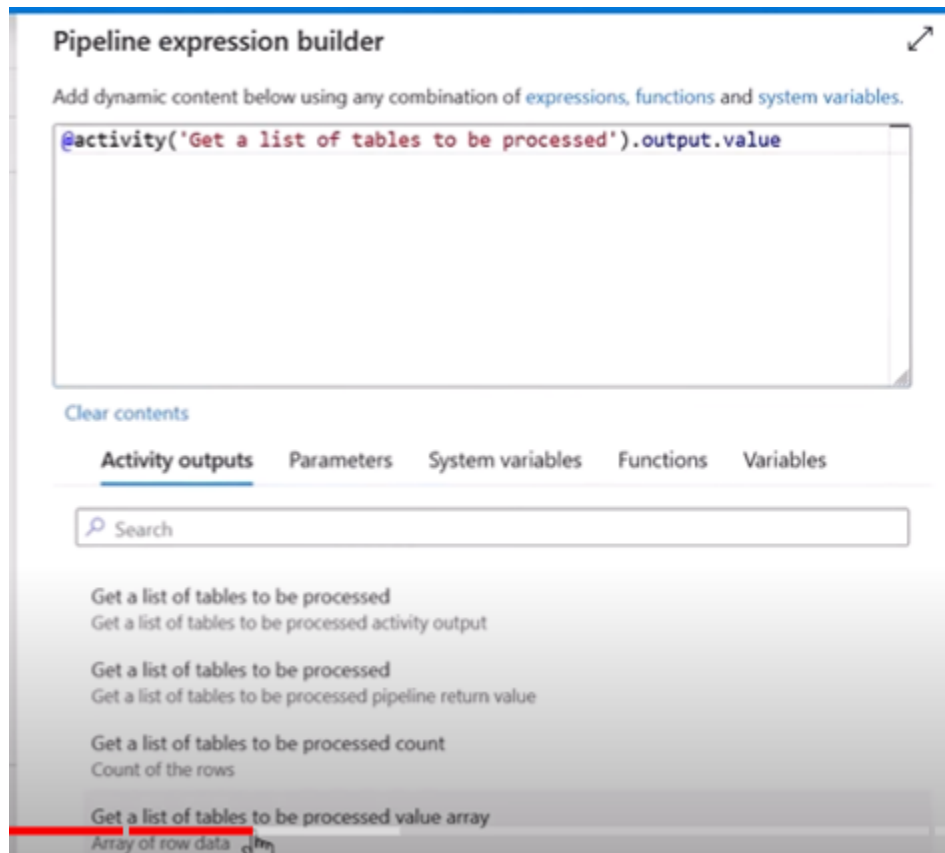 Pipeline expression builder
Add dynamic content below using any combination of expressions, functions and system variables.
@activity('Get a list of tables to be processed').output.value
Clear contents
Activity outputs Parameters System variables Functions Variables
Search
Get a list of tables to be processed
Get a list of tables to be processed activity output
Get a list of tables to be processed
Get a list of tables to be processed pipeline return value
Get a list of tables to be processed count
Count of the rows
Get a list of tables to be processed value array
Array of row data